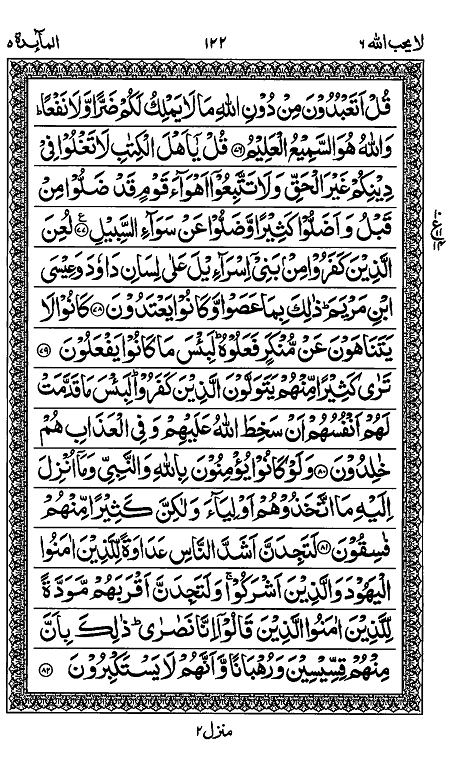 لا يحب الله ٦ ١٢٢ المآئدة ٥
قُلْ اَتَعْبُدُوْنَ مِنْ دُوْنِ اللّٰهِ مَا لَا يَمْلِكُ لَكُمْ ضَرًّا وَّلَا نَفْعًا ؕ
وَاللّٰهُ هُوَ السَّمِيْعُ الْعَلِيْمُ ﴿٧٦﴾ قُلْ يٰۤاَهْلَ الْكِتٰبِ لَا تَغْلُوْا فِيْ
دِيْنِكُمْ غَيْرَ الْحَقِّ وَلَا تَتَّبِعُوْۤا اَهْوَآءَ قَوْمٍ قَدْ ضَلُّوْا مِنْ
قَبْلُ وَاَضَلُّوْا كَثِيْرًا وَّضَلُّوْا عَنْ سَوَآءِ السَّبِيْلِ ﴿٧٧﴾ لُعِنَ
الَّذِيْنَ كَفَرُوْا مِنْۢ بَنِيْۤ اِسْرَآءِيْلَ عَلٰى لِسَانِ دَاوٗدَ وَعِيْسَى
ابْنِ مَرْيَمَ ؕ ذٰلِكَ بِمَا عَصَوْا وَّكَانُوْا يَعْتَدُوْنَ ﴿٧٨﴾ كَانُوْا لَا
يَتَنَاهَوْنَ عَنْ مُّنْكَرٍ فَعَلُوْهُ ؕ لَبِئْسَ مَا كَانُوْا يَفْعَلُوْنَ ﴿٧٩﴾
تَرٰى كَثِيْرًا مِّنْهُمْ يَتَوَلَّوْنَ الَّذِيْنَ كَفَرُوْا ؕ لَبِئْسَ مَا قَدَّمَتْ
لَهُمْ اَنْفُسُهُمْ اَنْ سَخِطَ اللّٰهُ عَلَيْهِمْ وَفِي الْعَذَابِ هُمْ
خٰلِدُوْنَ ﴿٨٠﴾ وَلَوْ كَانُوْا يُؤْمِنُوْنَ بِاللّٰهِ وَالنَّبِيِّ وَمَاۤ اُنْزِلَ
اِلَيْهِ مَا اتَّخَذُوْهُمْ اَوْلِيَآءَ وَلٰكِنَّ كَثِيْرًا مِّنْهُمْ
فٰسِقُوْنَ ﴿٨١﴾ لَتَجِدَنَّ اَشَدَّ النَّاسِ عَدَاوَةً لِّلَّذِيْنَ اٰمَنُوا
الْيَهُوْدَ وَالَّذِيْنَ اَشْرَكُوْا ۚ وَلَتَجِدَنَّ اَقْرَبَهُمْ مَّوَدَّةً
لِّلَّذِيْنَ اٰمَنُوا الَّذِيْنَ قَالُوْۤا اِنَّا نَصٰرٰى ؕ ذٰلِكَ بِاَنَّ
مِنْهُمْ قِسِّيْسِيْنَ وَرُهْبَانًا وَّاَنَّهُمْ لَا يَسْتَكْبِرُوْنَ ﴿٨٢﴾
منزل ٢